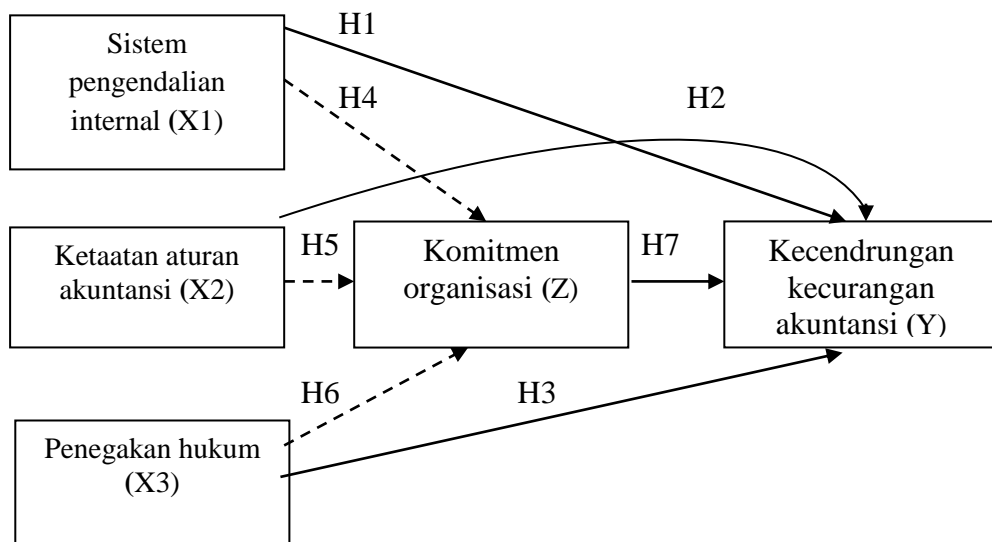 H1
Sistem
pengendalian
internal (X1)
H4
H2
Ketaatan aturan
akuntansi (X2)
H5
Komitmen
organisasi (Z)
H7
Kecendrungan
kecurangan
akuntansi (Y)
H6
H3
Penegakan hukum
(X3)